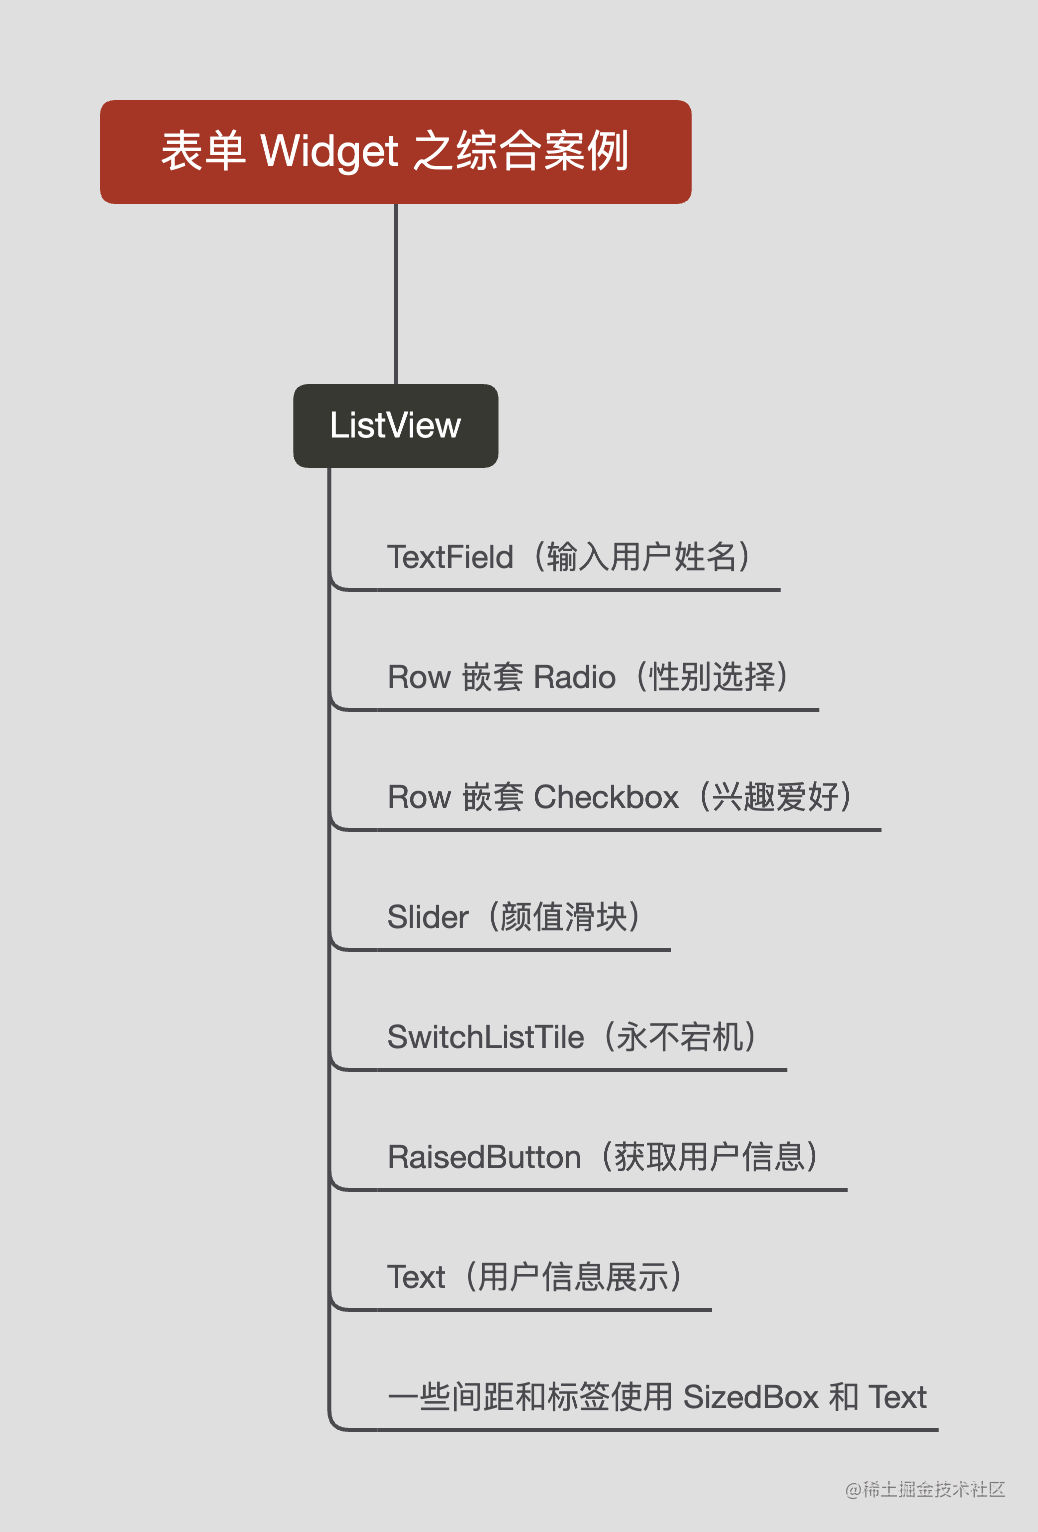 表单 Widget 之综合案例
ListView
TextField（输入用户姓名）
Row 嵌套 Radio（性别选择）
Row 嵌套 Checkbox（兴趣爱好）
Slider（颜值滑块）
SwitchListTile（永不宕机）
RaisedButton（获取用户信息）
Text（用户信息展示）
一些间距和标签使用 SizedBox 和 Text
@稀土掘金技术社区